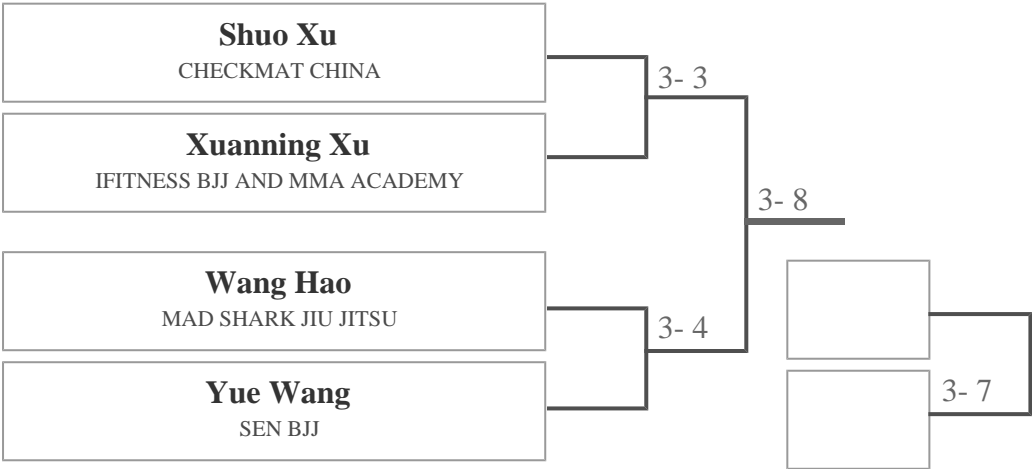 Shuo Xu
CHECKMAT CHINA
3- 3
Xuanning Xu
IFITNESS BJJ AND MMA ACADEMY
3- 8
Wang Hao
MAD SHARK JIU JITSU
3- 4
Yue Wang
SEN BJJ
3- 7